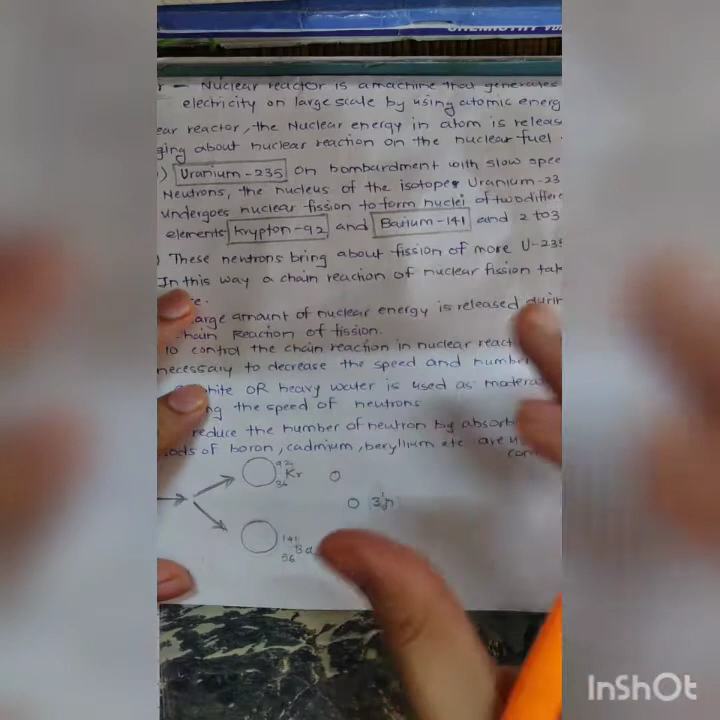 CHEMISTRY
r - Nuclear reactor is a machine that generates
electricity on large scale by using atomic energ
ear reactor, the Nuclear energy in atom is releas
ging about nuclear reaction on the nuclear fuel.
) Uranium-235 on bombardment with slow spee
Neutrons, the nucleus of the isotope Uranium-23
undergoes nuclear fission to form nuclei of two differe
elements Krypton-92 and Barium-141 and 2 to 3
) These neutrons bring about fission of more U-235
In this way a chain reaction of nuclear fission tak
e.
arge amount of nuclear energy is released durin
hain Reaction of fission.
To control the chain reaction in nuclear react
necessary to decrease the speed and numbe
phite OR heavy water is used as modera
ng the speed of neutrons
reduce the number of neutron by absorb
ods of boron, cadmium, beryllium etc are u
con
92 Kr 36
3 1 n
141 Ba 56
InShOt